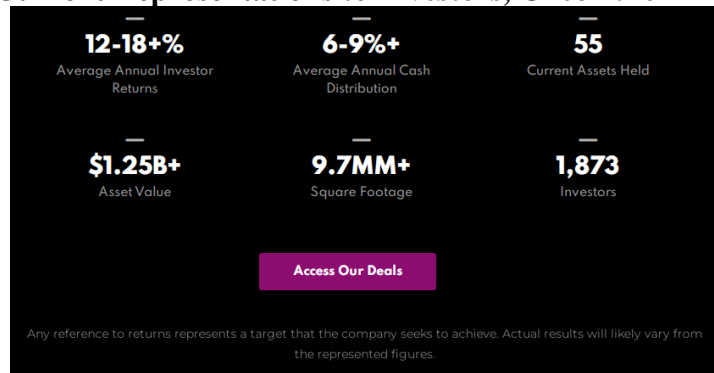 12-18+%
6-9%+
55
Average Annual Investor
Returns
Average Annual Cash
Distribution
Current Assets Held
$1.25B+
9.7MM+
1,873
Asset Value
Square Footage
Investors
Access Our Deals
Any reference to returns represents a target that the company seeks to achieve. Actual results will likely vary from
the represented figures.